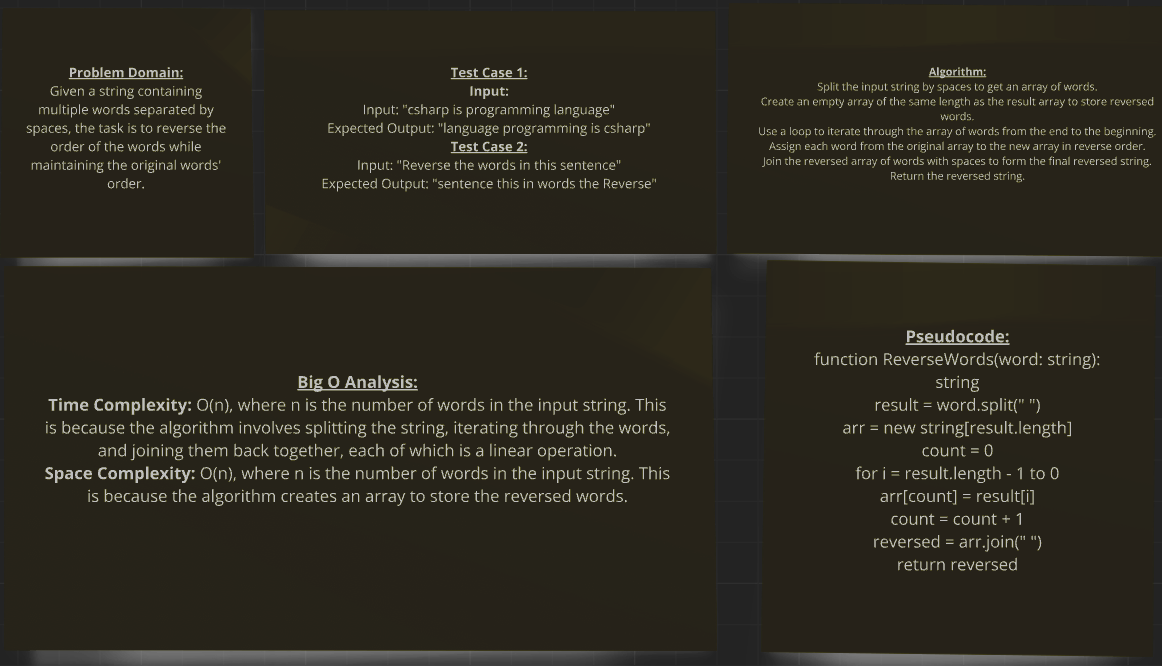 Problem Domain:
Given a string containing
multiple words separated by
spaces, the task is to reverse the
order of the words while
maintaining the original words'
order.
Test Case 1:
Input:
Input: "csharp is programming language"
Expected Output: "language programming is csharp"
Test Case 2:
Input: "Reverse the words in this sentence"
Expected Output: "sentence this in words the Reverse"
Algorithm:
Split the input string by spaces to get an array of words.
Create an empty array of the same length as the result array to store reversed
words.
Use a loop to iterate through the array of words from the end to the beginning.
Assign each word from the original array to the new array in reverse order.
Join the reversed array of words with spaces to form the final reversed string.
Return the reversed string.
Big O Analysis:
Time Complexity: O(n), where n is the number of words in the input string. This
is because the algorithm involves splitting the string, iterating through the words,
and joining them back together, each of which is a linear operation.
Space Complexity: O(n), where n is the number of words in the input string. This
is because the algorithm creates an array to store the reversed words.
Pseudocode:
function ReverseWords(word: string):
string
result = word.split(" ")
arr = new string[result.length]
count = 0
for i = result.length - 1 to 0
arr[count] = result[i]
count = count + 1
reversed = arr.join(" ")
return reversed